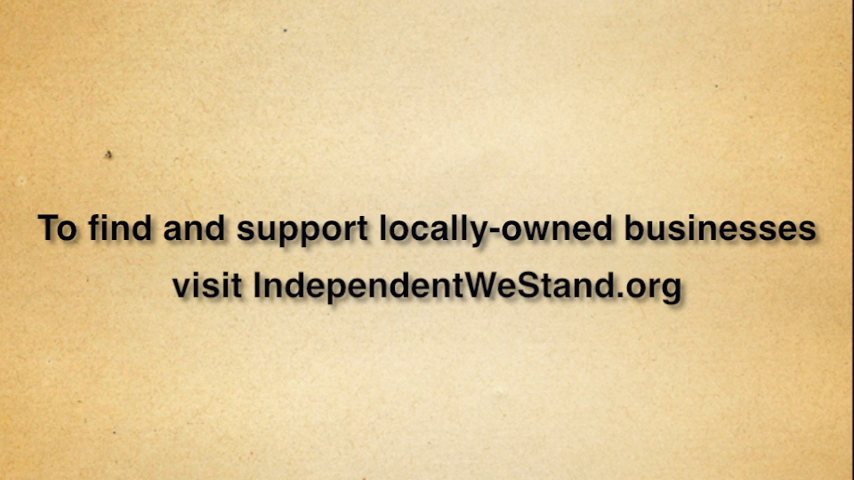 To find and support locally-owned businesses
visit IndependentWeStand.org